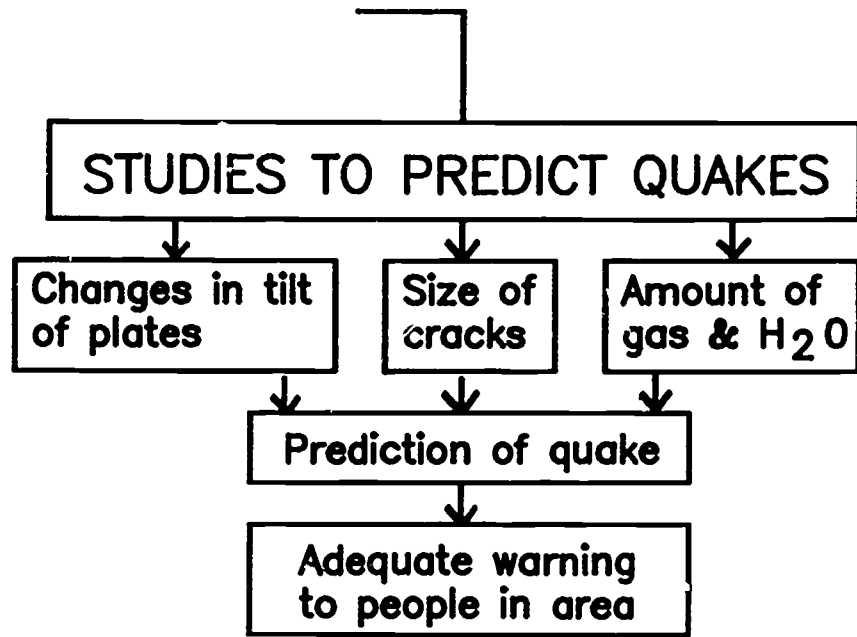 STUDIES TO PREDICT QUAKES
Changes in tilt
of plates
Size of
cracks
Amount of
gas & H₂O
Prediction of quake
Adequate warning
to people in area